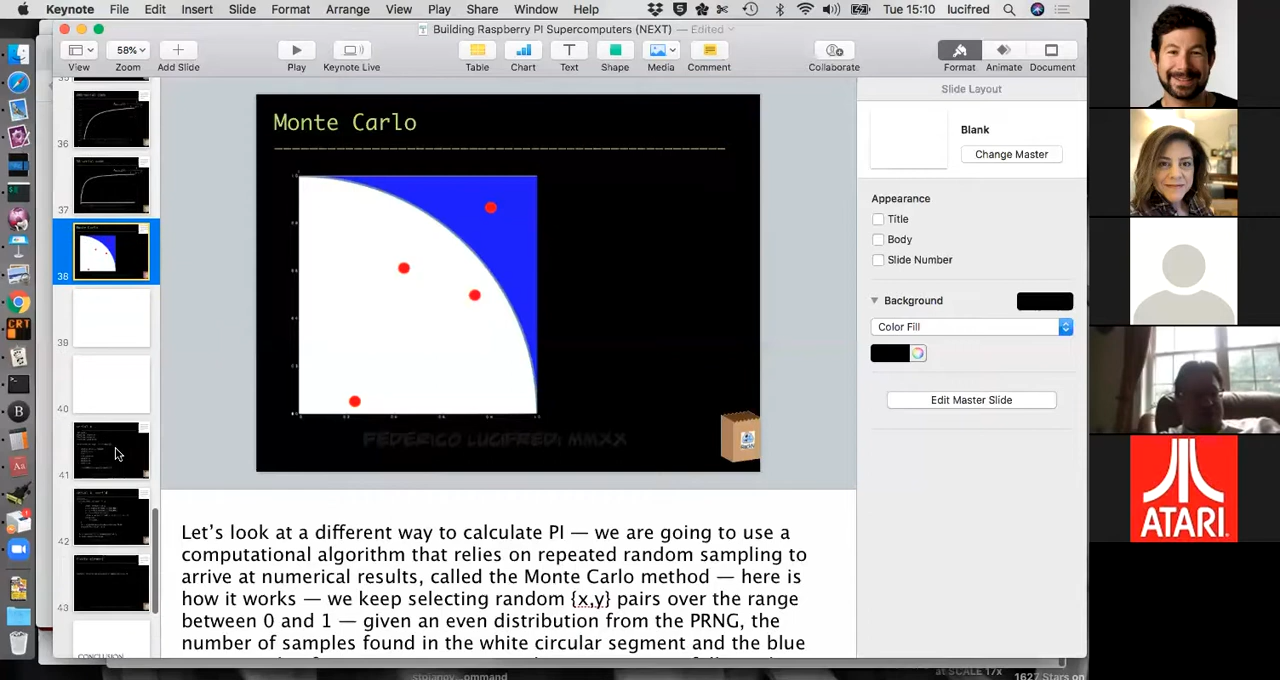 Keynote File Edit Insert Slide Format Arrange View Play Share Window Help
Tue 15:10 lucifred
Building Raspberry PI Supercomputers (NEXT) — Edited
58%
View Zoom Add Slide Play Keynote Live Table Chart Text Shape Media Comment Collaborate Format Animate Document
Slide Layout
Blank
Change Master
Appearance
Title
Body
Slide Number
Background
Color Fill
Edit Master Slide
36
37
38
39
40
41
42
43
CONCLUSION
Monte Carlo
FEDERICO LUCIFREDI MMXX
Let's look at a different way to calculate PI — we are going to use a
computational algorithm that relies on repeated random sampling to
arrive at numerical results, called the Monte Carlo method — here is
how it works — we keep selecting random {x,y} pairs over the range
between 0 and 1 — given an even distribution from the PRNG, the
number of samples found in the white circular segment and the blue
ATARI
at SCALE 17x
1627 Stars on